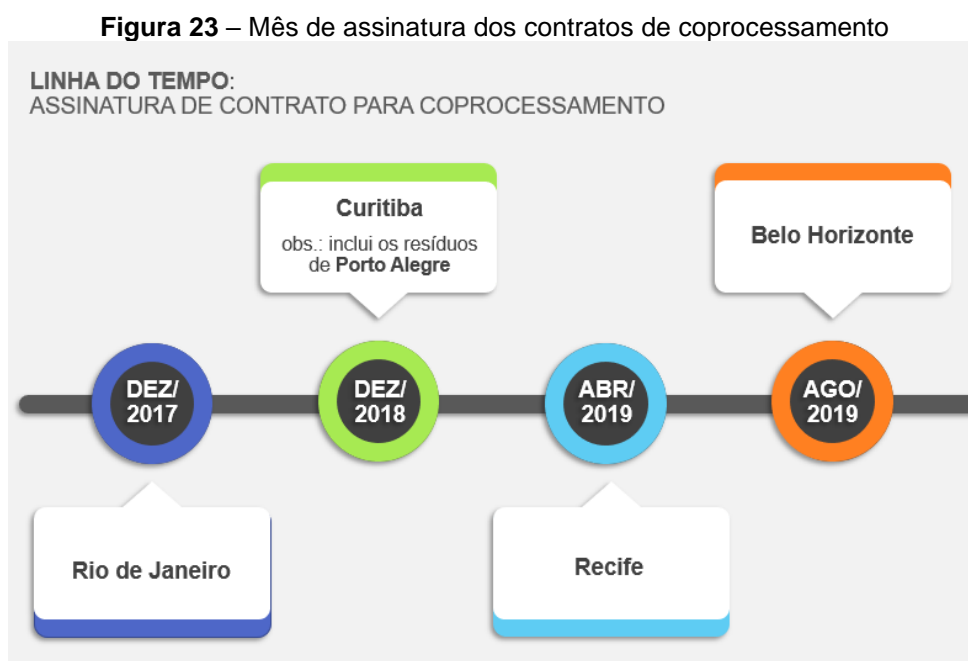 Figura 23 – Mês de assinatura dos contratos de coprocessamento
LINHA DO TEMPO:
ASSINATURA DE CONTRATO PARA COPROCESSAMENTO
Curitiba
obs.: inclui os resíduos
de Porto Alegre
Belo Horizonte
DEZ/
2017
DEZ/
2018
ABR/
2019
AGO/
2019
Rio de Janeiro
Recife